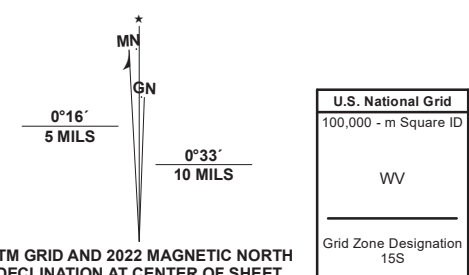 MN
GN
0°16´
5 MILS
0°33´
10 MILS
TM GRID AND 2022 MAGNETIC NORTH
DECLINATION AT CENTER OF SHEET
U.S. National Grid
100,000 - m Square ID
WV
Grid Zone Designation
15S